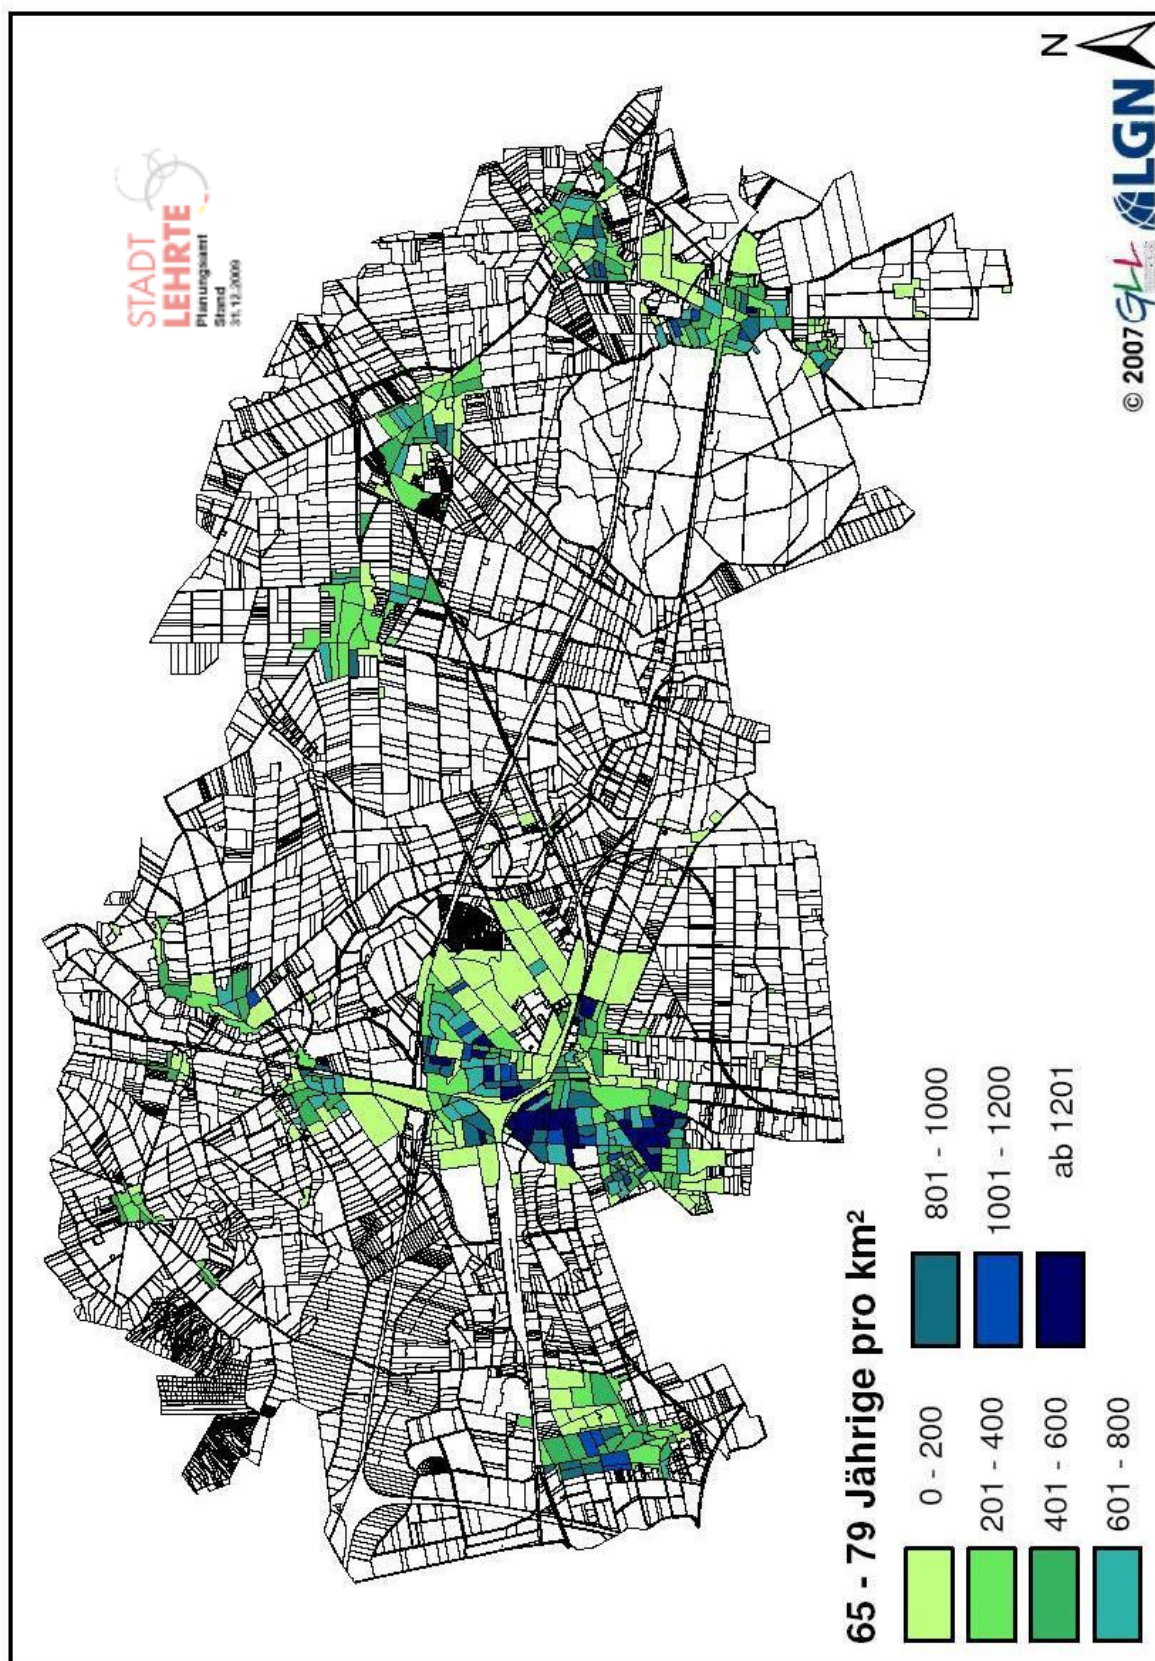 STADT
LEHRTE
Planungsamt
Stand
31.12.2009
N
65 - 79 Jährige pro km²
0 - 200
201 - 400
401 - 600
601 - 800
801 - 1000
1001 - 1200
ab 1201
© 2007 GLL LGN